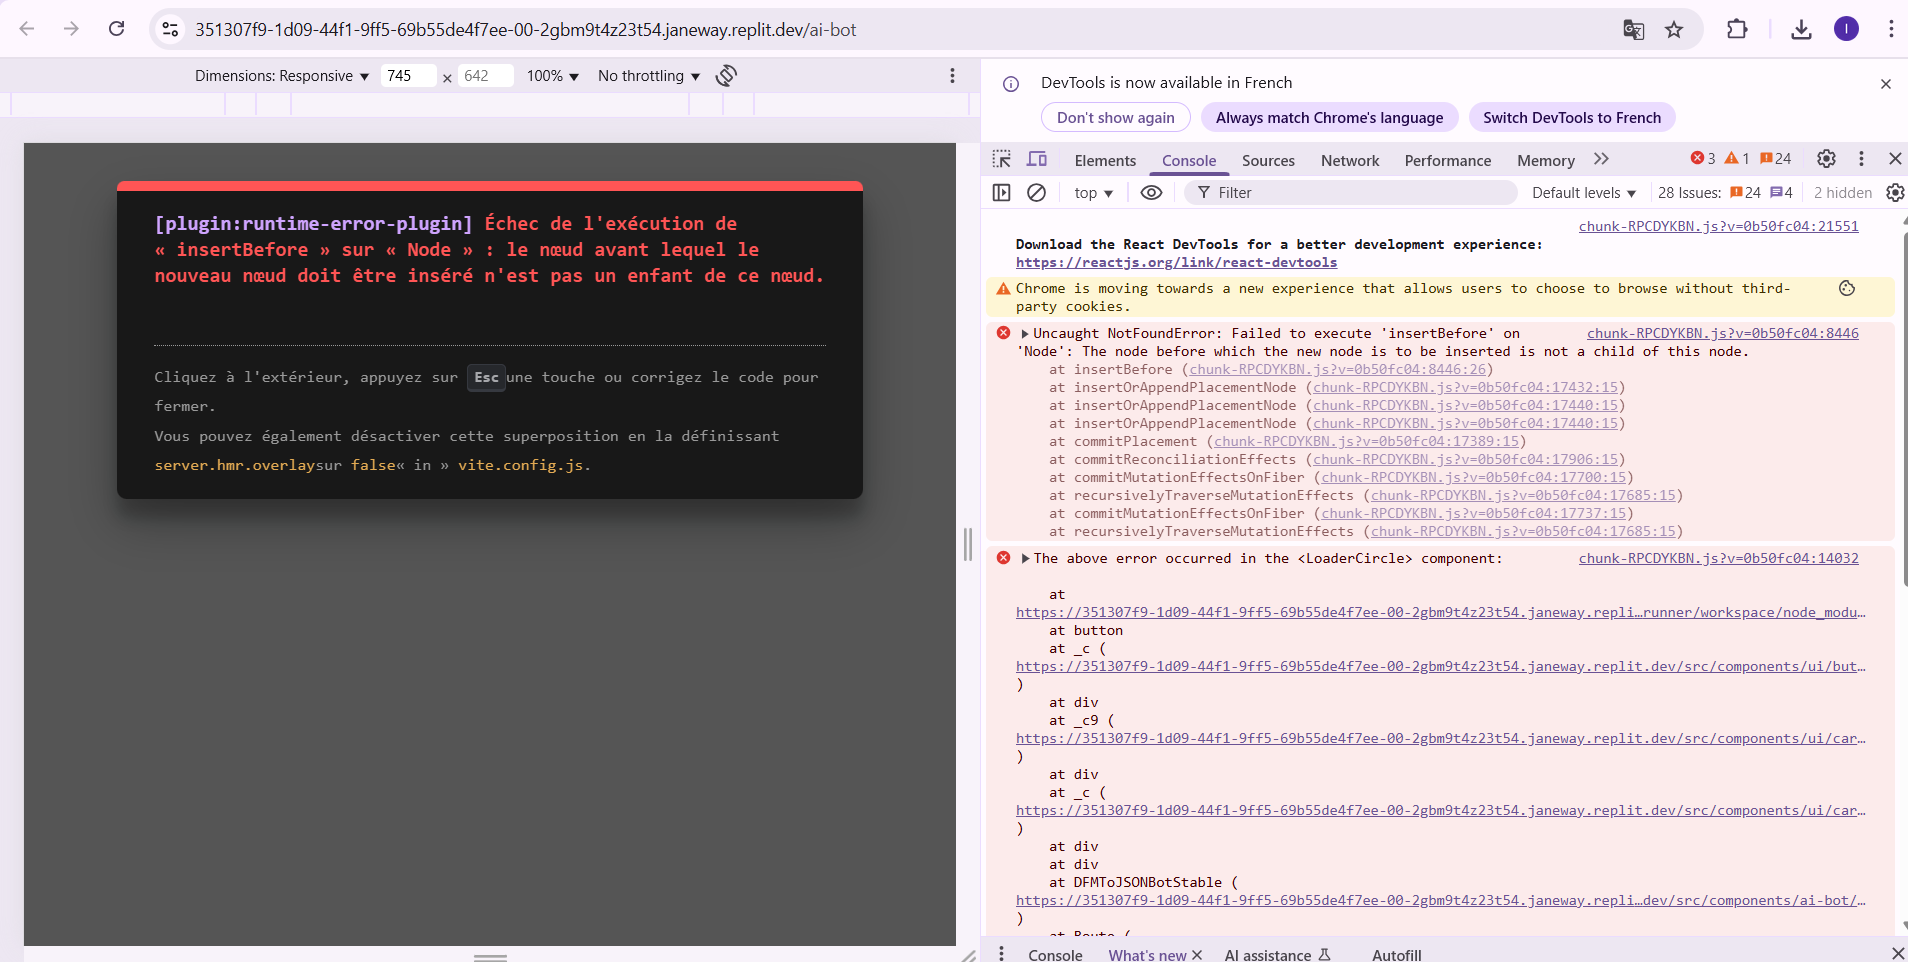 351307f9-1d09-44f1-9ff5-69b55de4f7ee-00-2gbm9t4z23t54.janeway.replit.dev/ai-bot
I
Dimensions: Responsive 745 × 642 100% No throttling
[plugin:runtime-error-plugin] Échec de l'exécution de
« insertBefore » sur « Node » : le nœud avant lequel le
nouveau nœud doit être inséré n'est pas un enfant de ce nœud.
Cliquez à l'extérieur, appuyez sur Esc une touche ou corrigez le code pour
fermer.
Vous pouvez également désactiver cette superposition en la définissant
server.hmr.overlaysur false« in » vite.config.js.
DevTools is now available in French
Don't show again Always match Chrome's language Switch DevTools to French
Elements Console Sources Network Performance Memory 3 1 24
top Filter Default levels 28 Issues: 24 4 2 hidden
chunk-RPCDYKBN.js?v=0b50fc04:21551
Download the React DevTools for a better development experience:
https://reactjs.org/link/react-devtools
Chrome is moving towards a new experience that allows users to choose to browse without third-
party cookies.
Uncaught NotFoundError: Failed to execute 'insertBefore' on chunk-RPCDYKBN.js?v=0b50fc04:8446
'Node': The node before which the new node is to be inserted is not a child of this node.
at insertBefore (chunk-RPCDYKBN.js?v=0b50fc04:8446:26)
at insertOrAppendPlacementNode (chunk-RPCDYKBN.js?v=0b50fc04:17432:15)
at insertOrAppendPlacementNode (chunk-RPCDYKBN.js?v=0b50fc04:17440:15)
at insertOrAppendPlacementNode (chunk-RPCDYKBN.js?v=0b50fc04:17440:15)
at commitPlacement (chunk-RPCDYKBN.js?v=0b50fc04:17389:15)
at commitReconciliationEffects (chunk-RPCDYKBN.js?v=0b50fc04:17906:15)
at commitMutationEffectsOnFiber (chunk-RPCDYKBN.js?v=0b50fc04:17700:15)
at recursivelyTraverseMutationEffects (chunk-RPCDYKBN.js?v=0b50fc04:17685:15)
at commitMutationEffectsOnFiber (chunk-RPCDYKBN.js?v=0b50fc04:17737:15)
at recursivelyTraverseMutationEffects (chunk-RPCDYKBN.js?v=0b50fc04:17685:15)
The above error occurred in the <LoaderCircle> component: chunk-RPCDYKBN.js?v=0b50fc04:14032
at
https://351307f9-1d09-44f1-9ff5-69b55de4f7ee-00-2gbm9t4z23t54.janeway.repli…runner/workspace/node_modu…
at button
at _c (
https://351307f9-1d09-44f1-9ff5-69b55de4f7ee-00-2gbm9t4z23t54.janeway.replit.dev/src/components/ui/but…
)
at div
at _c9 (
https://351307f9-1d09-44f1-9ff5-69b55de4f7ee-00-2gbm9t4z23t54.janeway.replit.dev/src/components/ui/car…
)
at div
at _c (
https://351307f9-1d09-44f1-9ff5-69b55de4f7ee-00-2gbm9t4z23t54.janeway.replit.dev/src/components/ui/car…
)
at div
at div
at DFMToJSONBotStable (
https://351307f9-1d09-44f1-9ff5-69b55de4f7ee-00-2gbm9t4z23t54.janeway.repli…dev/src/components/ai-bot/…
)
at Route (
Console What's new AI assistance Autofill